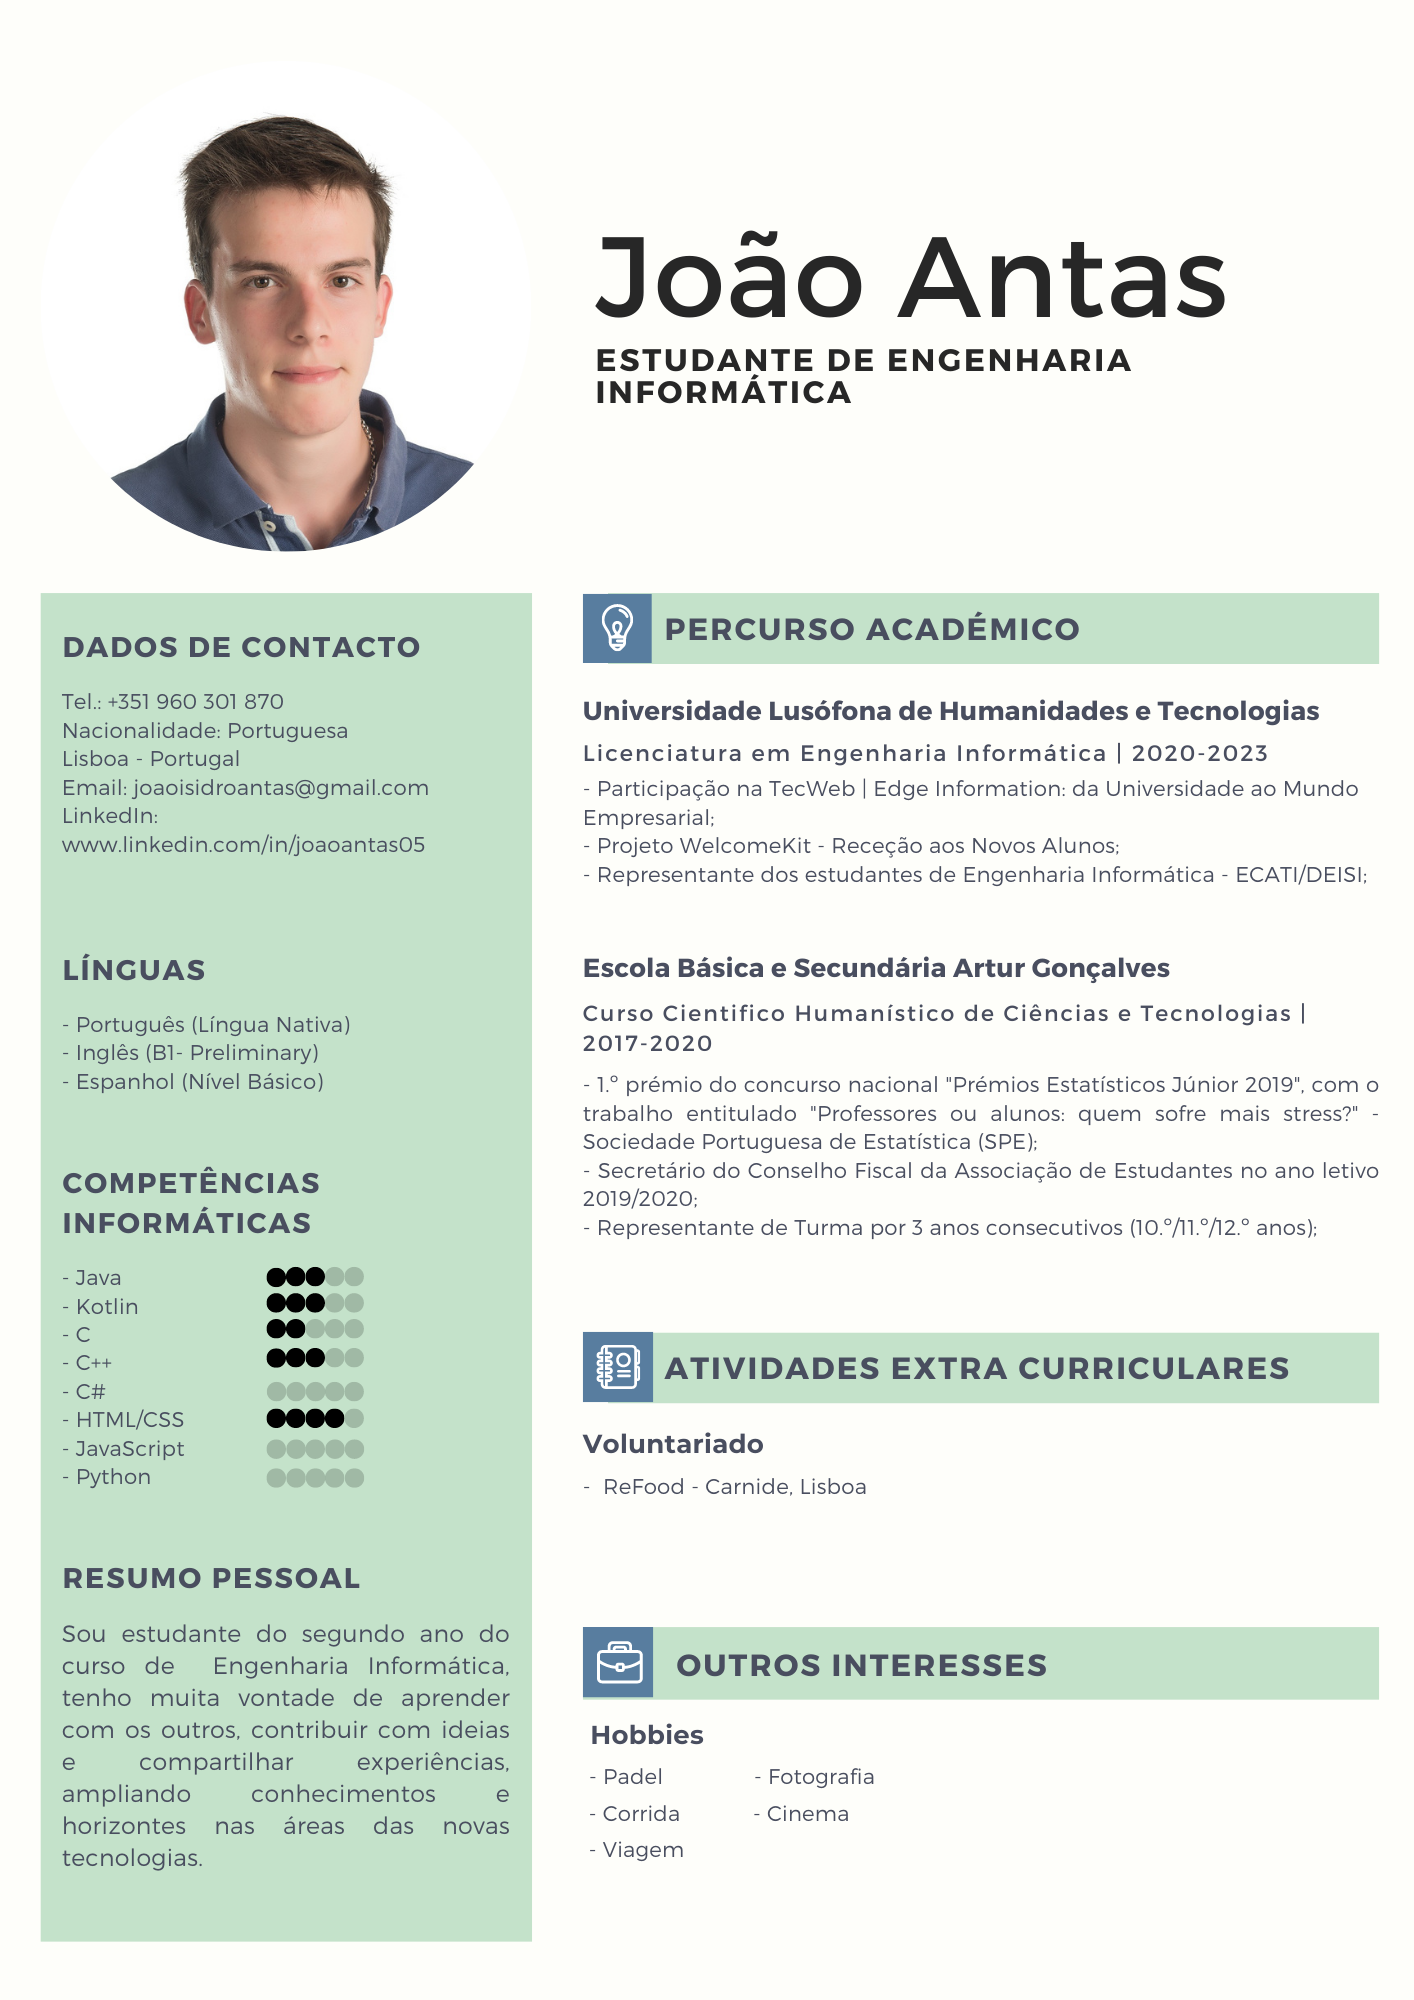 João Antas
ESTUDANTE DE ENGENHARIA
INFORMÁTICA
DADOS DE CONTACTO
Tel.: +351 960 301 870
Nacionalidade: Portuguesa
Lisboa - Portugal
Email: joaoisidroantas@gmail.com
LinkedIn:
www.linkedin.com/in/joaoantas05
LÍNGUAS
- Português (Língua Nativa)
- Inglês (B1- Preliminary)
- Espanhol (Nível Básico)
COMPETÊNCIAS
INFORMÁTICAS
- Java
- Kotlin
- C
- C++
- C#
- HTML/CSS
- JavaScript
- Python
RESUMO PESSOAL
Sou estudante do segundo ano do
curso de Engenharia Informática,
tenho muita vontade de aprender
com os outros, contribuir com ideias
e compartilhar experiências,
ampliando conhecimentos e
horizontes nas áreas das novas
tecnologias.
PERCURSO ACADÉMICO
Universidade Lusófona de Humanidades e Tecnologias
Licenciatura em Engenharia Informática | 2020-2023
- Participação na TecWeb | Edge Information: da Universidade ao Mundo
Empresarial;
- Projeto WelcomeKit - Receção aos Novos Alunos;
- Representante dos estudantes de Engenharia Informática - ECATI/DEISI;
Escola Básica e Secundária Artur Gonçalves
Curso Cientifico Humanístico de Ciências e Tecnologias |
2017-2020
- 1.º prémio do concurso nacional "Prémios Estatísticos Júnior 2019", com o
trabalho entitulado "Professores ou alunos: quem sofre mais stress?" -
Sociedade Portuguesa de Estatística (SPE);
- Secretário do Conselho Fiscal da Associação de Estudantes no ano letivo
2019/2020;
- Representante de Turma por 3 anos consecutivos (10.º/11.º/12.º anos);
ATIVIDADES EXTRA CURRICULARES
Voluntariado
- ReFood - Carnide, Lisboa
OUTROS INTERESSES
Hobbies
- Padel - Fotografia
- Corrida - Cinema
- Viagem